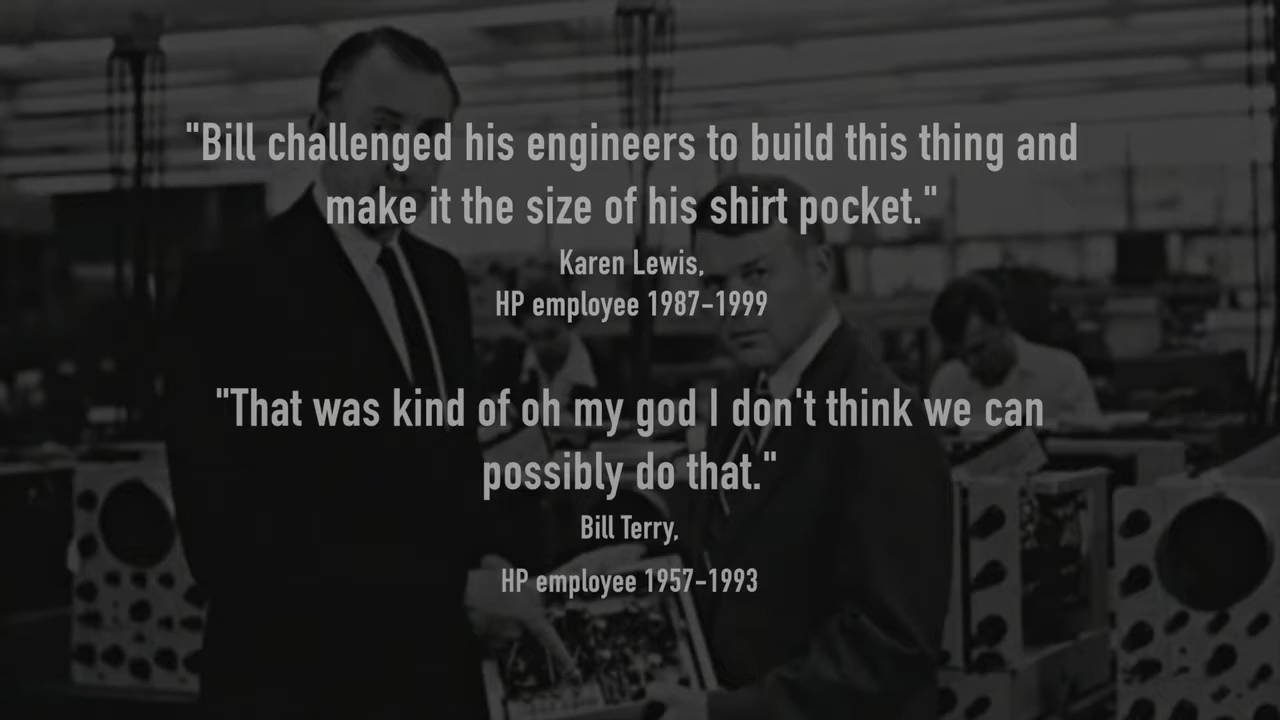 "Bill challenged his engineers to build this thing and
make it the size of his shirt pocket."
Karen Lewis,
HP employee 1987-1999
"That was kind of oh my god I don't think we can
possibly do that."
Bill Terry,
HP employee 1957-1993